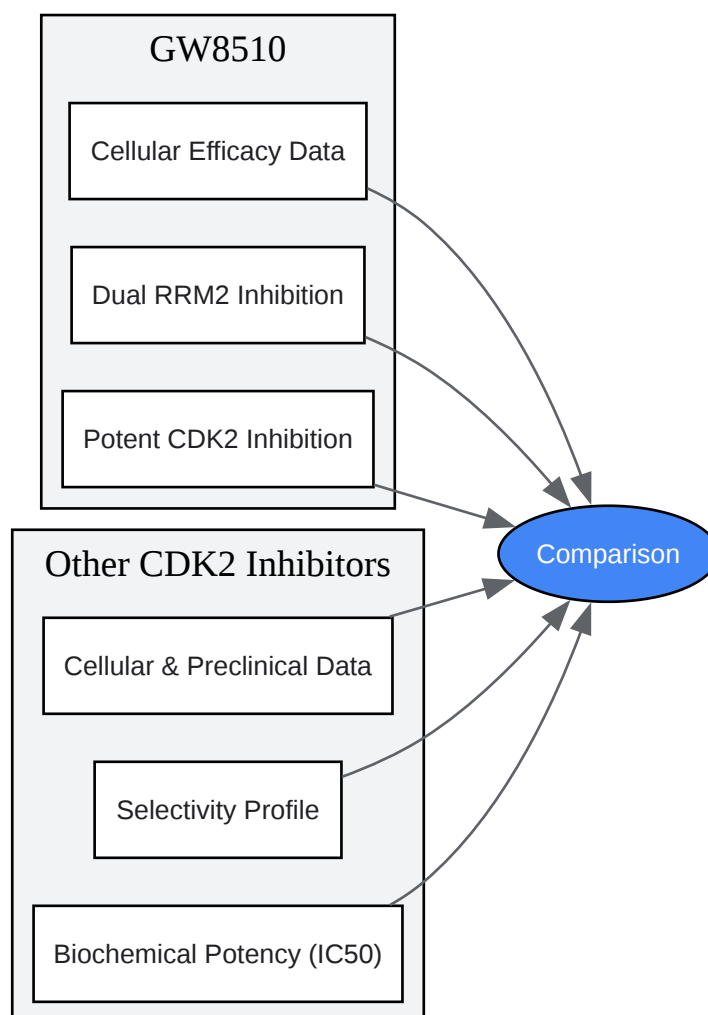 GW8510
Cellular Efficacy Data
Dual RRM2 Inhibition
Potent CDK2 Inhibition
Comparison
Other CDK2 Inhibitors
Cellular & Preclinical Data
Selectivity Profile
Biochemical Potency (IC50)